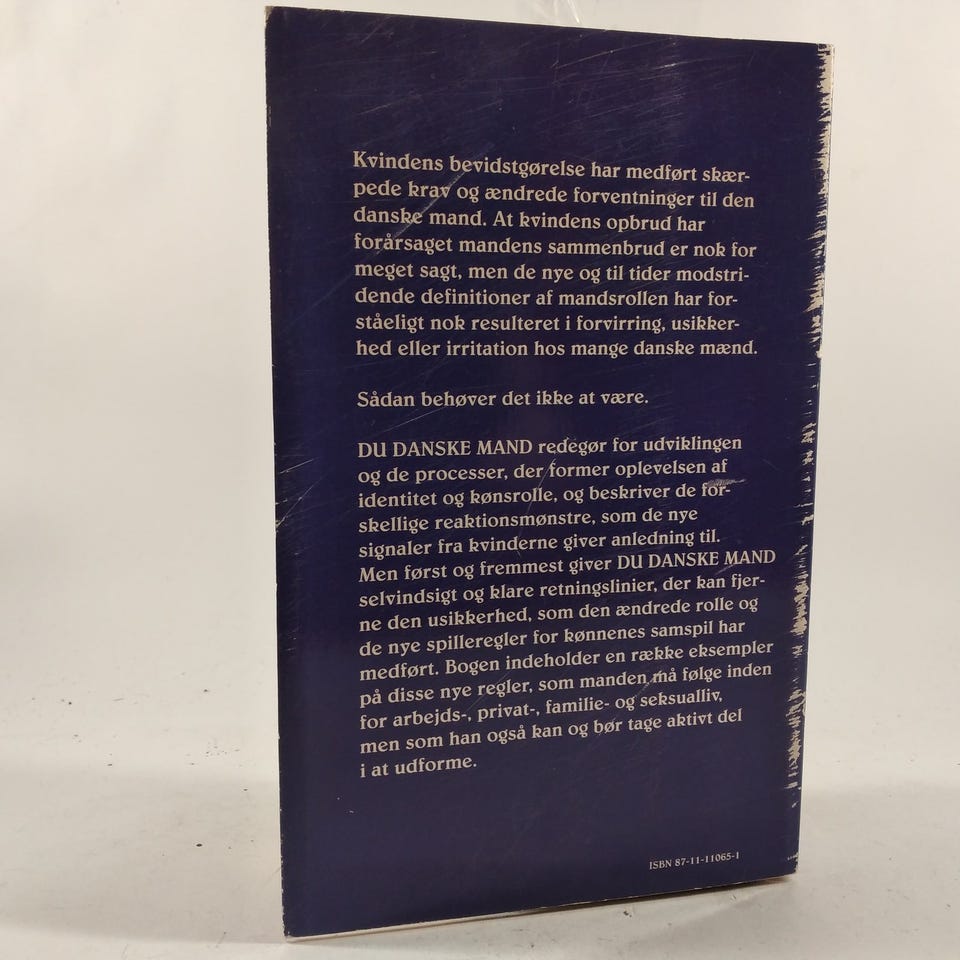 Kvindens bevidstgørelse har medført skær-
pede krav og ændrede forventninger til den
danske mand. At kvindens opbrud har
forårsaget mandens sammenbrud er nok for
meget sagt, men de nye og til tider modstri-
dende definitioner af mandsrollen har for-
ståeligt nok resulteret i forvirring, usikker-
hed eller irritation hos mange danske mænd.
Sådan behøver det ikke at være.
DU DANSKE MAND redegør for udviklingen
og de processer, der former oplevelsen af
identitet og kønsrolle, og beskriver de for-
skellige reaktionsmønstre, som de nye
signaler fra kvinderne giver anledning til.
Men først og fremmest giver DU DANSKE MAND
selvindsigt og klare retningslinier, der kan fjer-
ne den usikkerhed, som den ændrede rolle og
de nye spilleregler for kønnenes samspil har
medført. Bogen indeholder en række eksempler
på disse nye regler, som manden må følge inden
for arbejds-, privat-, familie- og seksualliv,
men som han også kan og bør tage aktivt del
i at udforme.
ISBN 87-11-11065-1